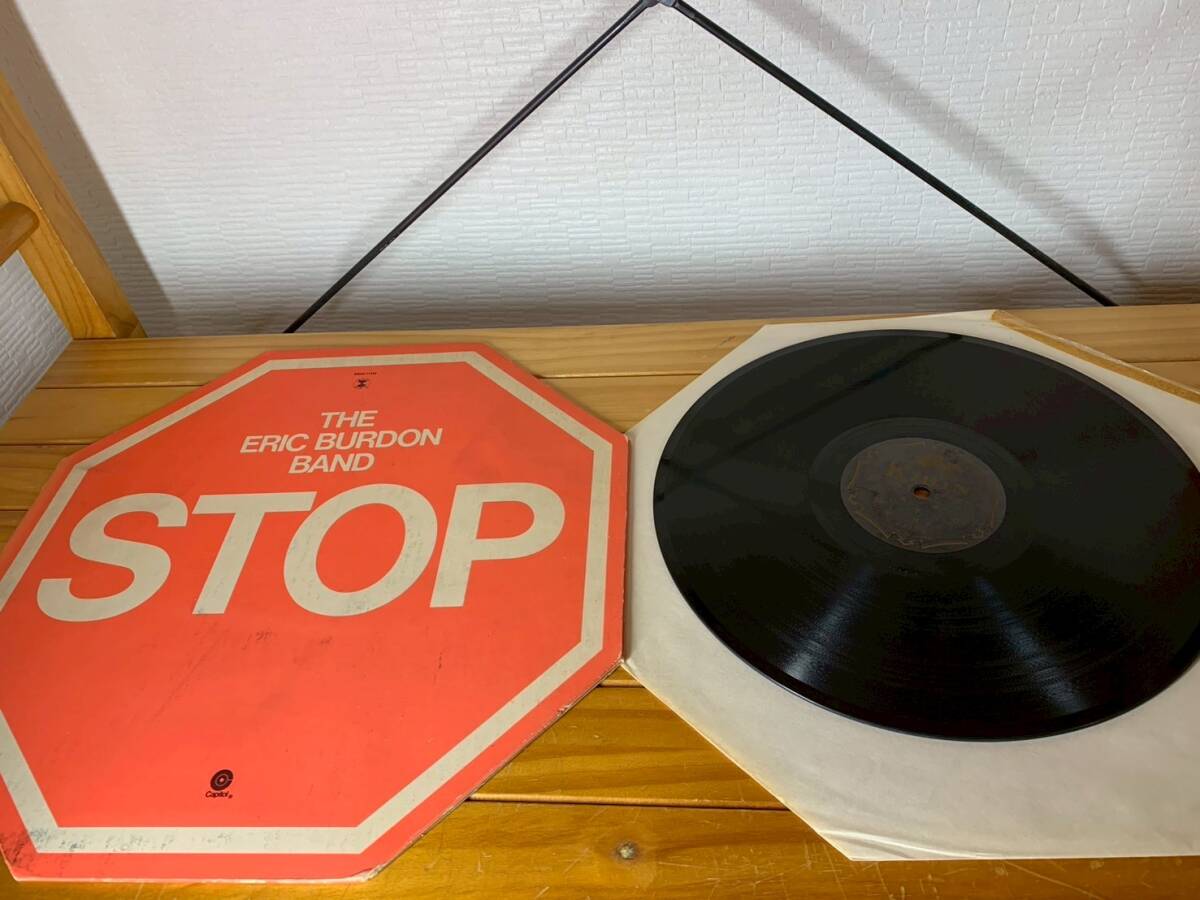 THE
ERIC BURDON
BAND
STOP
Capitol